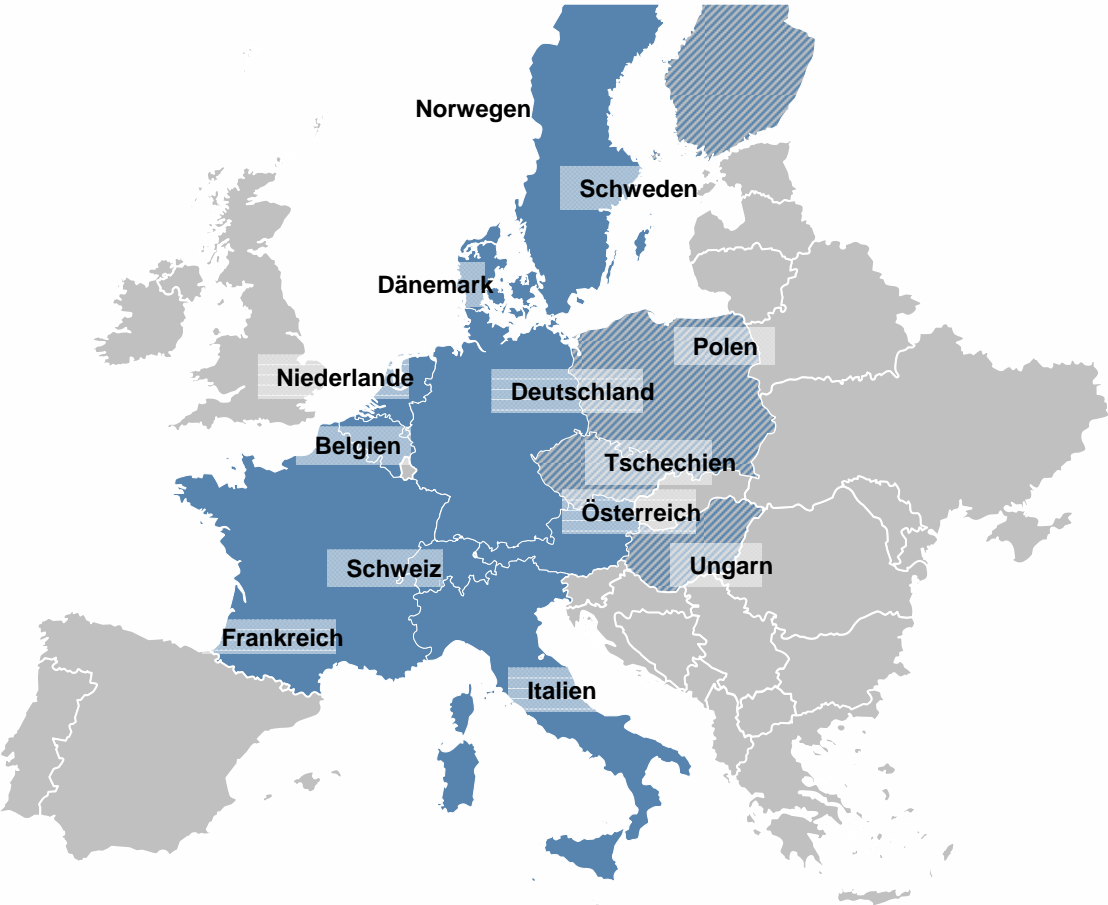 Norwegen
Schweden
Dänemark
Polen
Niederlande
Deutschland
Belgien
Tschechien
Österreich
Schweiz
Ungarn
Frankreich
Italien